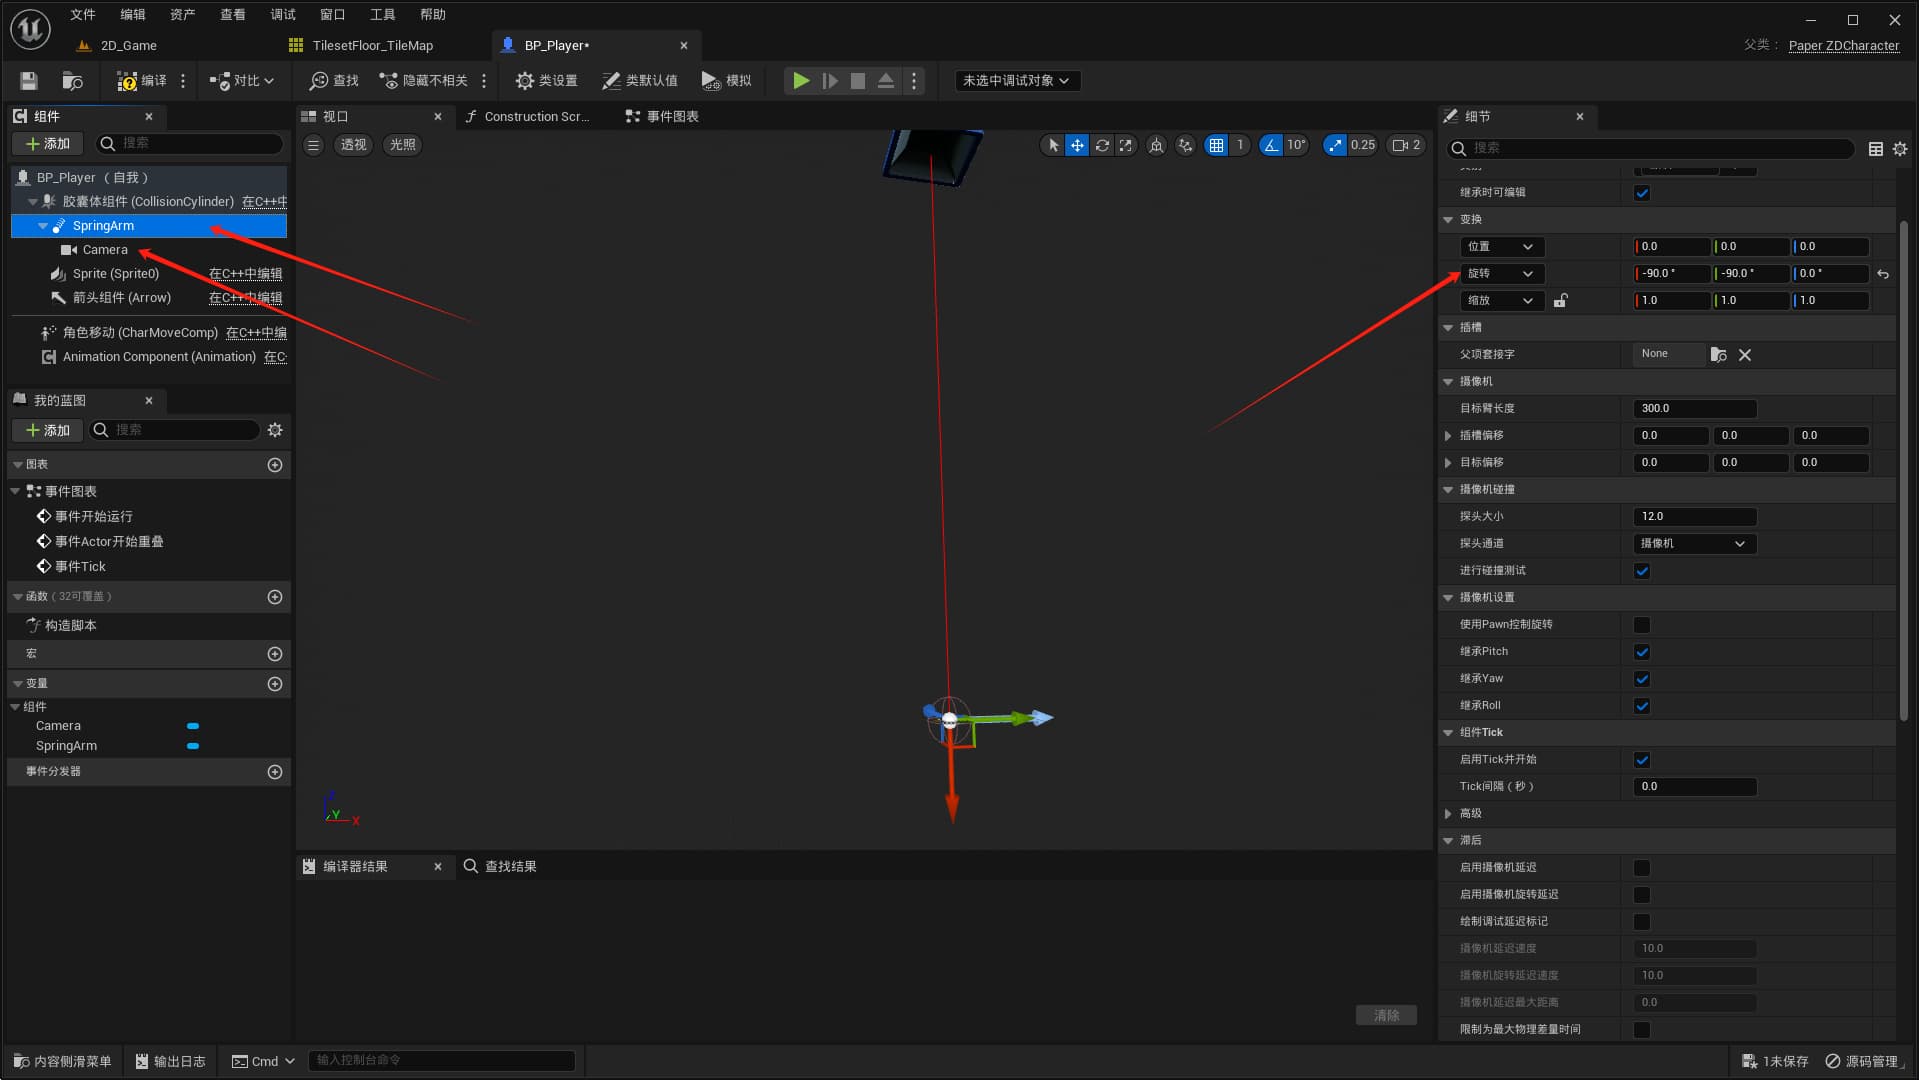 文件 编辑 资产 查看 调试 窗口 工具 帮助
2D_Game TilesetFloor_TileMap BP_Player* 父类： Paper ZDCharacter
编译 对比 查找 隐藏不相关 类设置 类默认值 模拟 未选中调试对象
组件
添加 搜索
BP_Player （自我）
胶囊体组件 (CollisionCylinder) 在C++中
SpringArm
Camera
Sprite (Sprite0) 在C++中编辑
箭头组件 (Arrow) 在C++中编辑
角色移动 (CharMoveComp) 在C++中编
Animation Component (Animation) 在C
我的蓝图
添加 搜索
图表
事件图表
事件开始运行
事件Actor开始重叠
事件Tick
函数（32可覆盖）
构造脚本
宏
变量
组件
Camera
SpringArm
事件分发器
视口 Construction Scr... 事件图表
透视 光照 1 10° 0.25 2
Z
Y X
编译器结果 查找结果
清除
细节
搜索
继承时可编辑
变换
位置 0.0 0.0 0.0
旋转 -90.0 ° -90.0 ° 0.0 °
缩放 1.0 1.0 1.0
插槽
父项套接字 None
摄像机
目标臂长度 300.0
插槽偏移 0.0 0.0 0.0
目标偏移 0.0 0.0 0.0
摄像机碰撞
探头大小 12.0
探头通道 摄像机
进行碰撞测试
摄像机设置
使用Pawn控制旋转
继承Pitch
继承Yaw
继承Roll
组件Tick
启用Tick并开始
Tick间隔（秒） 0.0
高级
滞后
启用摄像机延迟
启用摄像机旋转延迟
绘制调试延迟标记
摄像机延迟速度 10.0
摄像机旋转延迟速度 10.0
摄像机延迟最大距离 0.0
限制为最大物理差量时间
内容侧滑菜单 输出日志 Cmd 输入控制台命令 1未保存 源码管理